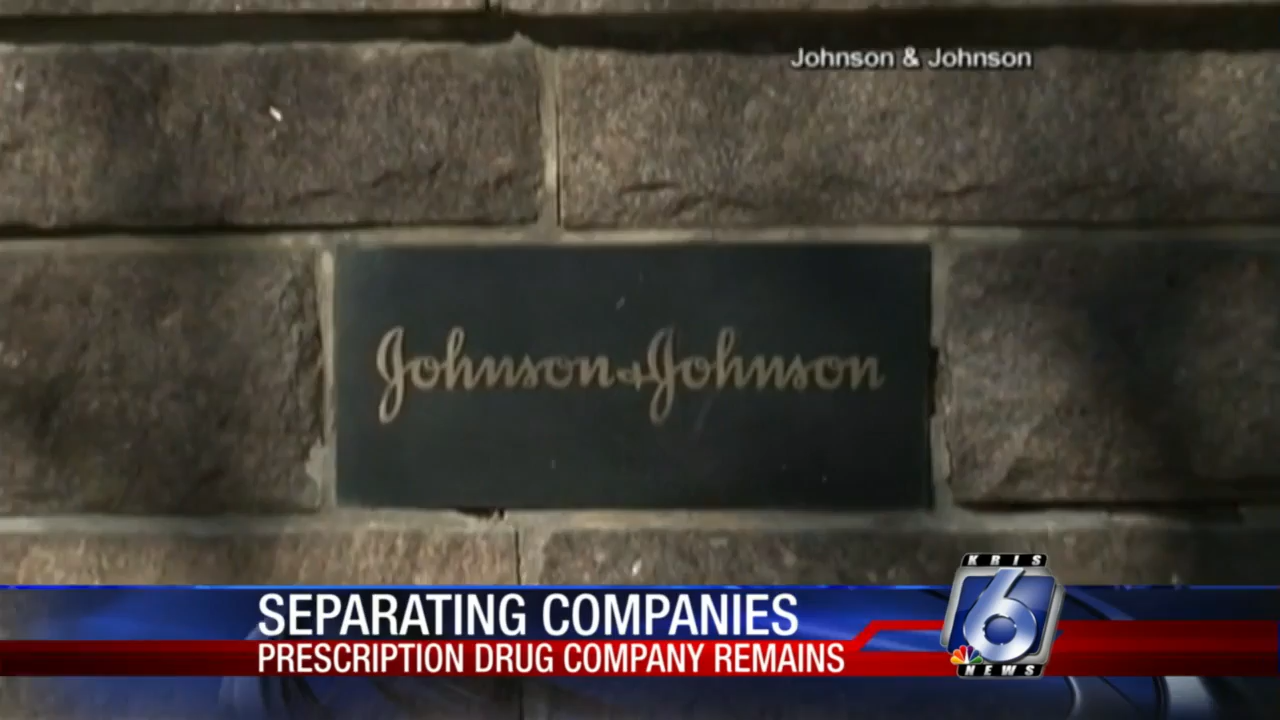 Johnson & Johnson
Johnson & Johnson
SEPARATING COMPANIES
PRESCRIPTION DRUG COMPANY REMAINS
KRIS
6
NEWS